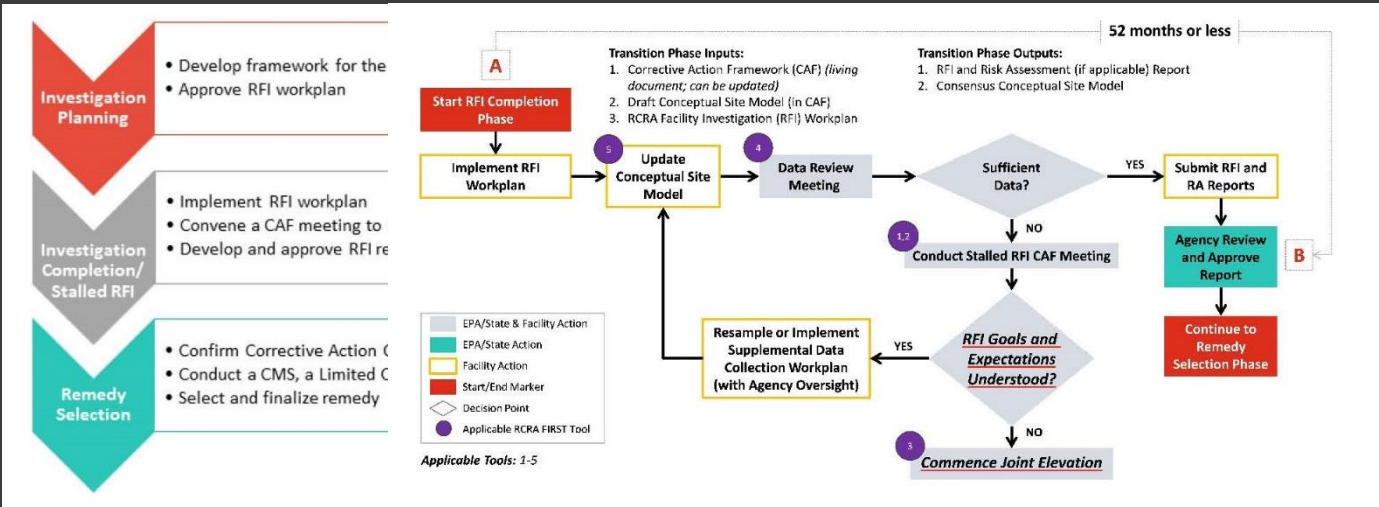 Investigation
Planning
• Develop framework for the
• Approve RFI workplan
Investigation
Completion/
Stalled RFI
• Implement RFI workplan
• Convene a CAF meeting to
• Develop and approve RFI re
Remedy
Selection
• Confirm Corrective Action
• Conduct a CMS, a Limited
• Select and finalize remedy
52 months or less
A
Transition Phase Inputs:
1. Corrective Action Framework (CAF) (living
document; can be updated)
2. Draft Conceptual Site Model (in CAF)
3. RCRA Facility Investigation (RFI) Workplan
Transition Phase Outputs:
1. RFI and Risk Assessment (if applicable) Report
2. Consensus Conceptual Site Model
Start RFI Completion
Phase
Implement RFI
Workplan
5
Update
Conceptual Site
Model
4
Data Review
Meeting
Sufficient
Data?
YES
Submit RFI and
RA Reports
NO
1,2
Conduct Stalled RFI CAF Meeting
Agency Review
and Approve
Report
B
RFI Goals and
Expectations
Understood?
YES
Resample or Implement
Supplemental Data
Collection Workplan
(with Agency Oversight)
Continue to
Remedy
Selection Phase
NO
3
Commence Joint Elevation
EPA/State & Facility Action
EPA/State Action
Facility Action
Start/End Marker
Decision Point
Applicable RCRA FIRST Tool
Applicable Tools: 1-5